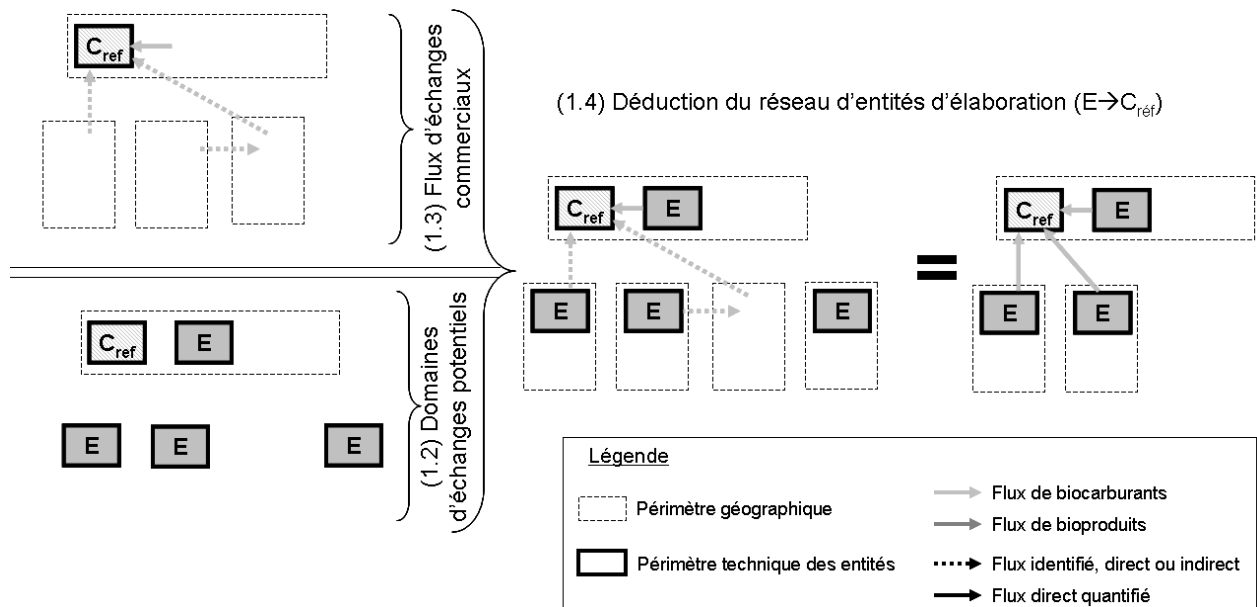 C_ref
(1.3) Flux d'échanges
commerciaux
C_ref
E
E
E
E
(1.2) Domaines
d'échanges potentiels
(1.4) Déduction du réseau d'entités d'élaboration (E→C_réf)
C_ref
E
E
E
E
=
C_ref
E
E
E
Légende
Périmètre géographique
Périmètre technique des entités
Flux de biocarburants
Flux de bioproduits
Flux identifié, direct ou indirect
Flux direct quantifié